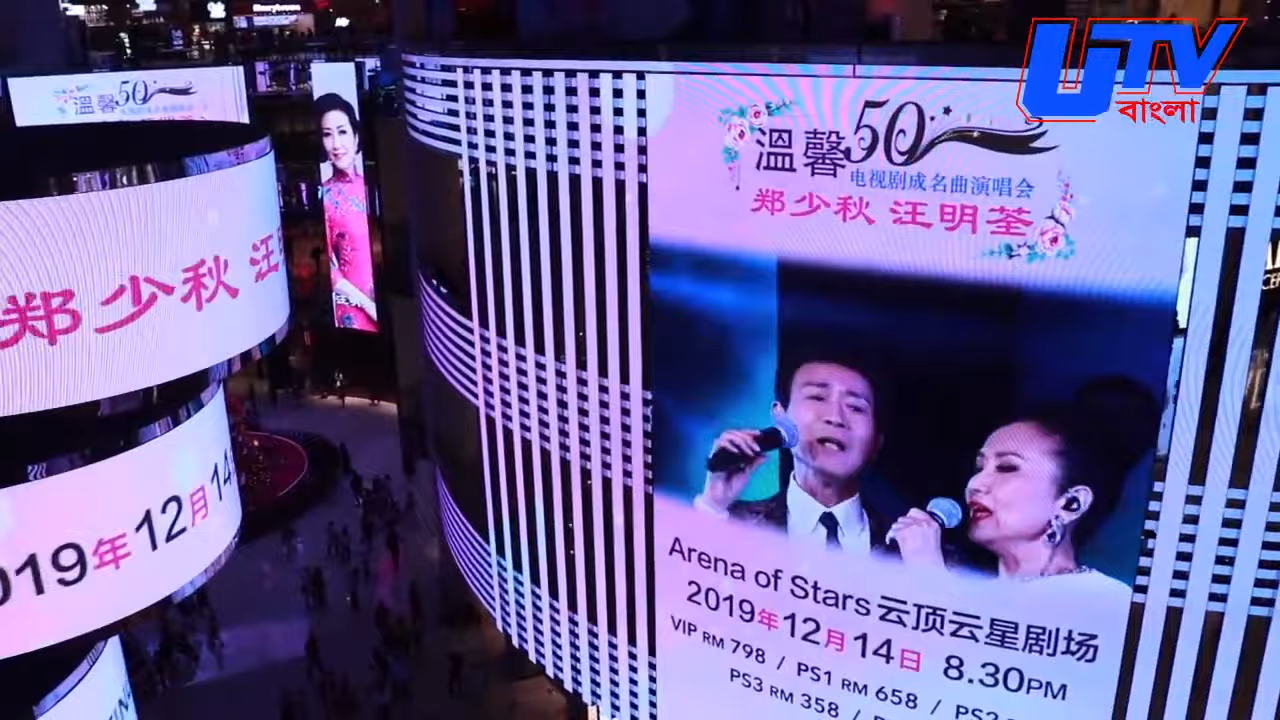 UTV
বাংলা
温馨50
溫馨50
电视剧成名曲演唱会
郑少秋 汪明荃
郑少秋 汪
汪明
2019年12月14
Arena of Stars 云顶云星剧场
2019年12月14日 8.30PM
VIP RM 798 / PS1 RM 658 / PS2
PS3 RM 358 /